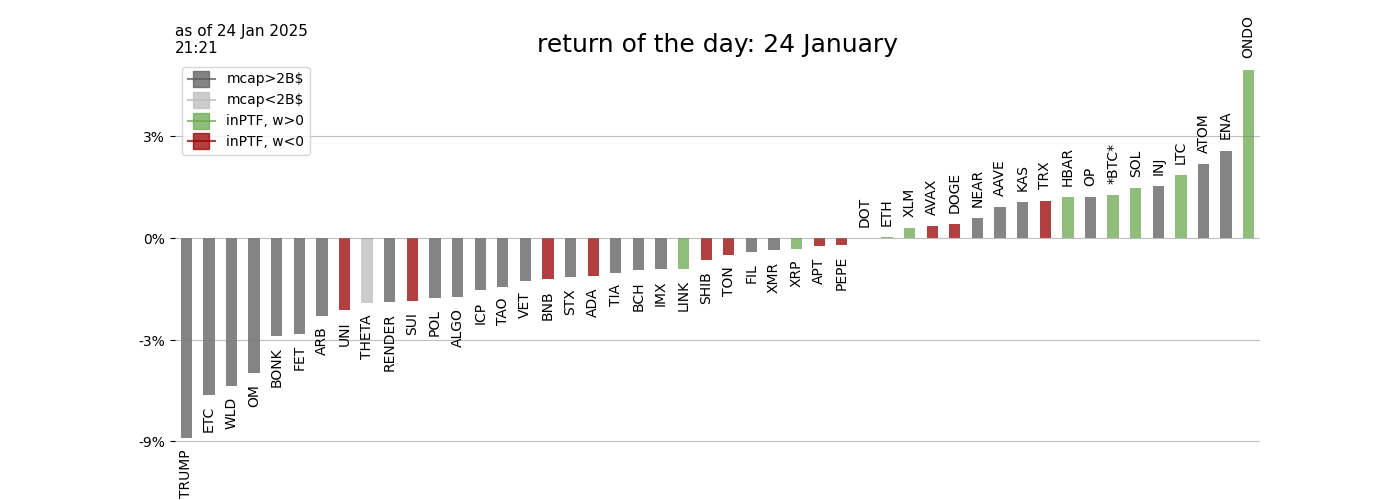 as of 24 Jan 2025
21:21
return of the day: 24 January
mcap>2B$
mcap<2B$
inPTF, w>0
inPTF, w<0
3%
0%
-3%
-9%
TRUMP
ETC
WLD
OM
BONK
FET
ARB
UNI
THETA
RENDER
SUI
POL
ALGO
ICP
TAO
VET
BNB
STX
ADA
TIA
BCH
IMX
LINK
SHIB
TON
FIL
XMR
XRP
APT
PEPE
DOT
ETH
XLM
AVAX
DOGE
NEAR
AAVE
KAS
TRX
HBAR
OP
*BTC*
SOL
INJ
LTC
ATOM
ENA
ONDO